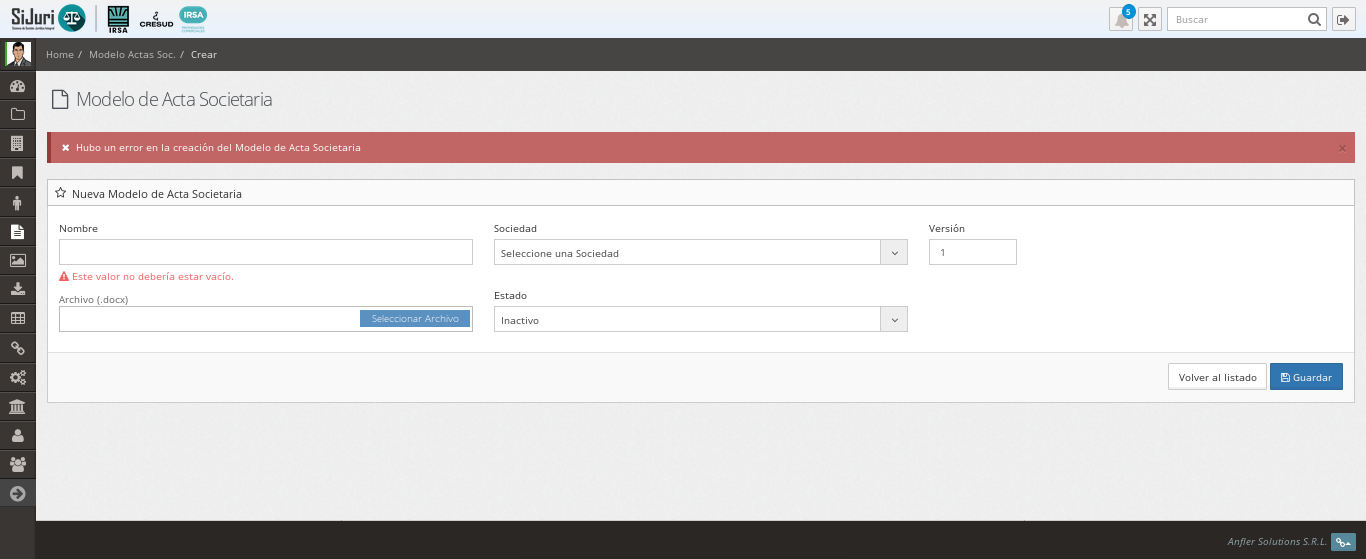 SiJuri
IRSA
CRESUD
IRSA
5
Buscar
Home / Modelo Actas Soc. / Crear
Modelo de Acta Societaria
Hubo un error en la creación del Modelo de Acta Societaria
×
Nueva Modelo de Acta Societaria
Nombre
Sociedad
Versión
Seleccione una Sociedad
1
Este valor no debería estar vacío.
Archivo (.docx)
Estado
Seleccionar Archivo
Inactivo
Volver al listado
Guardar
Anfler Solutions S.R.L.